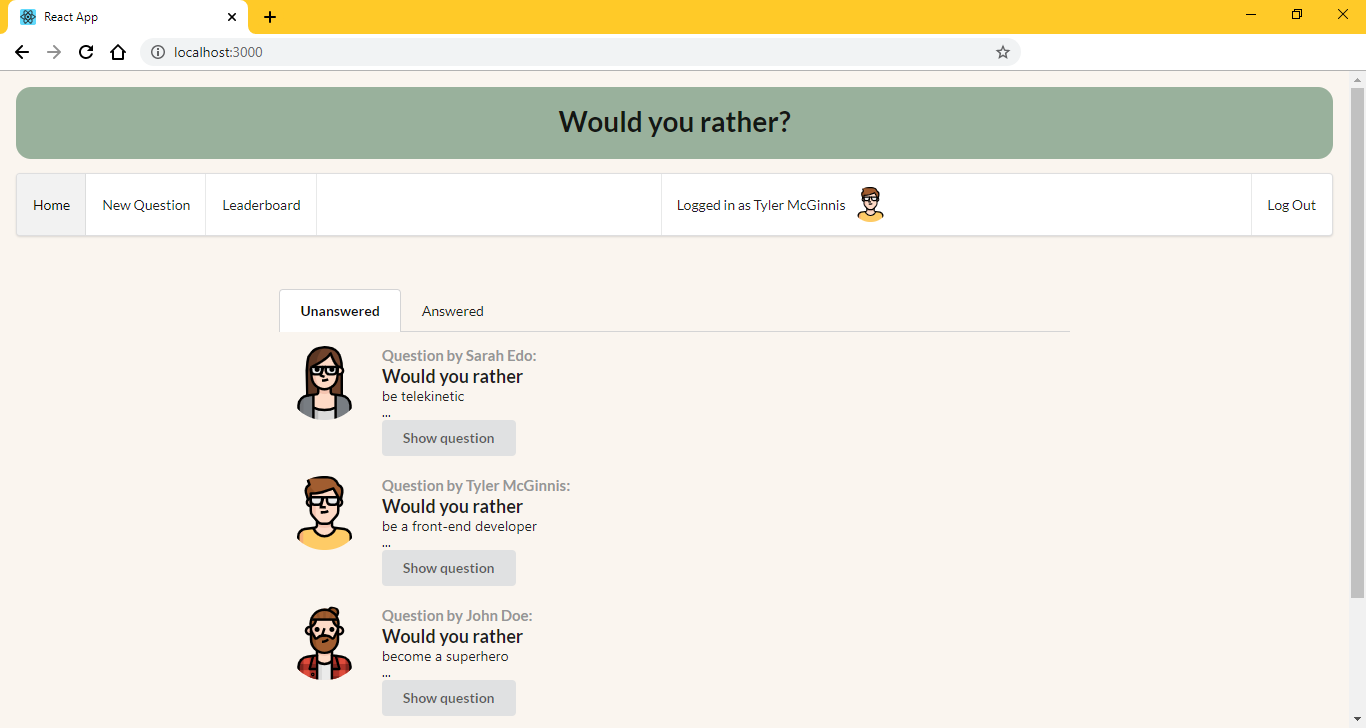 React App
localhost:3000
Would you rather?
Home New Question Leaderboard Logged in as Tyler McGinnis Log Out
Unanswered Answered
Question by Sarah Edo:
Would you rather
be telekinetic
...
Show question
Question by Tyler McGinnis:
Would you rather
be a front-end developer
...
Show question
Question by John Doe:
Would you rather
become a superhero
...
Show question